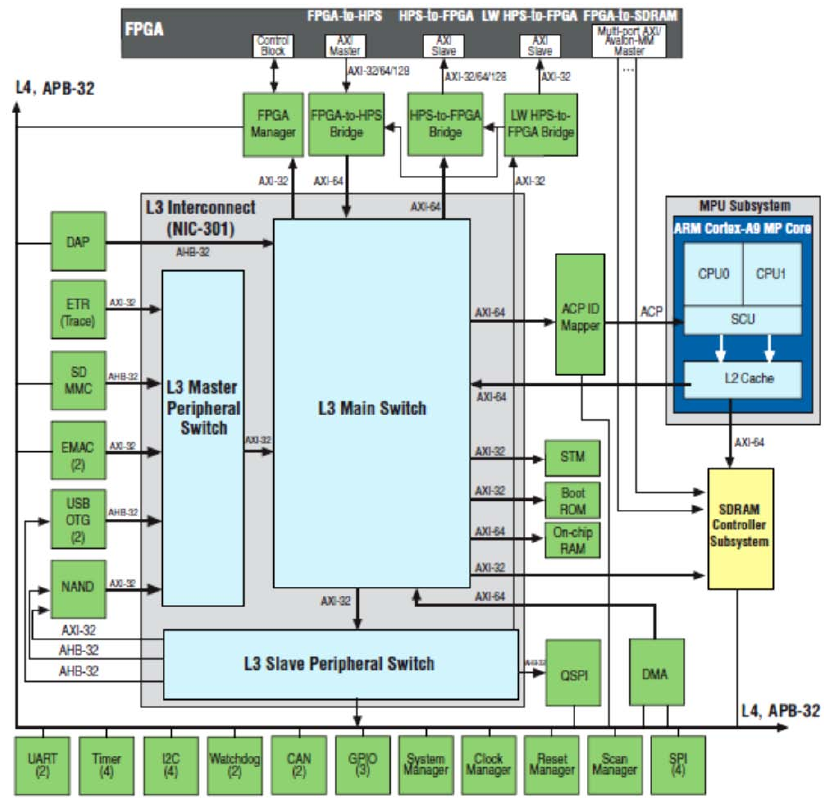 FPGA
FPGA-to-HPS HPS-to-FPGA LW HPS-to-FPGA FPGA-to-SDRAM
Control
Block
AXI
Master
AXI
Slave
AXI
Slave
Multi-port AXI/
Avalon-MM
Master
...
AXI-32/64/128
AXI-32/64/128
AXI-32
L4, APB-32
FPGA
Manager
FPGA-to-HPS
Bridge
HPS-to-FPGA
Bridge
LW HPS-to-
FPGA Bridge
AXI-32
AXI-64
AXI-64
AXI-32
L3 Interconnect
(NIC-301)
MPU Subsystem
ARM Cortex-A9 MP Core
CPU0
CPU1
SCU
L2 Cache
DAP
AHB-32
ETR
(Trace)
AXI-32
SD
MMC
AHB-32
EMAC
(2)
AXI-32
USB
OTG
(2)
AHB-32
NAND
AXI-32
L3 Master
Peripheral
Switch
AXI-32
L3 Main Switch
AXI-64
ACP ID
Mapper
ACP
AXI-64
AXI-64
AXI-32
STM
AXI-32
Boot
ROM
AXI-64
On-chip
RAM
AXI-32
SDRAM
Controller
Subsystem
AXI-32
AXI-64
AXI-32
AHB-32
AHB-32
L3 Slave Peripheral Switch
AHB-32
QSPI
DMA
L4, APB-32
UART
(2)
Timer
(4)
I2C
(4)
Watchdog
(2)
CAN
(2)
GPIO
(3)
System
Manager
Clock
Manager
Reset
Manager
Scan
Manager
SPI
(4)